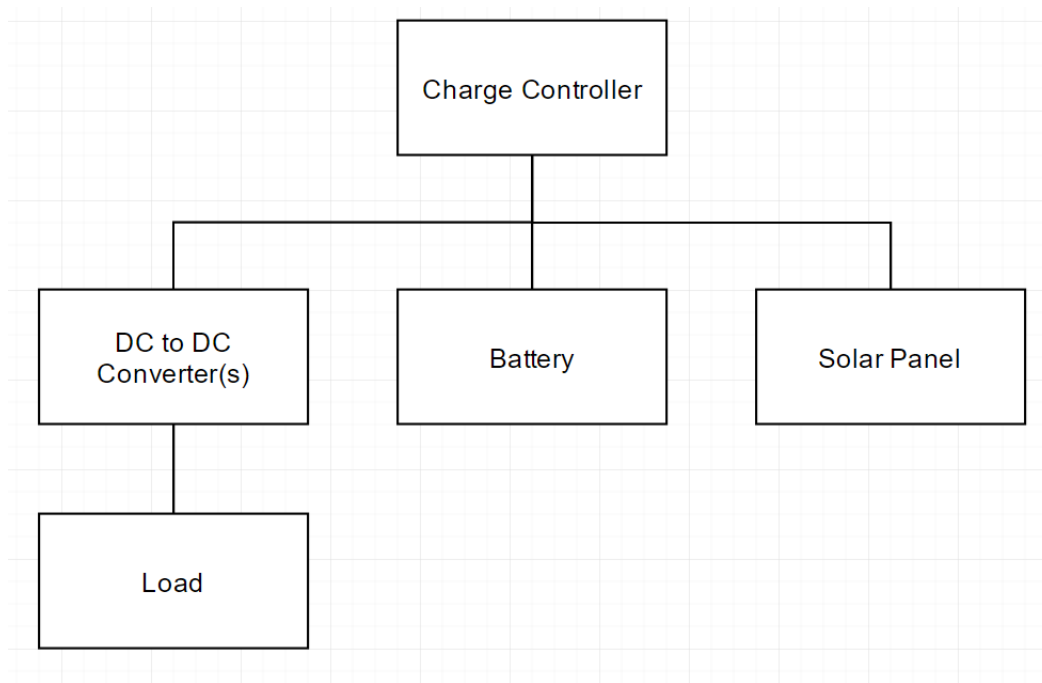 Charge Controller
DC to DC
Converter(s)
Battery
Solar Panel
Load